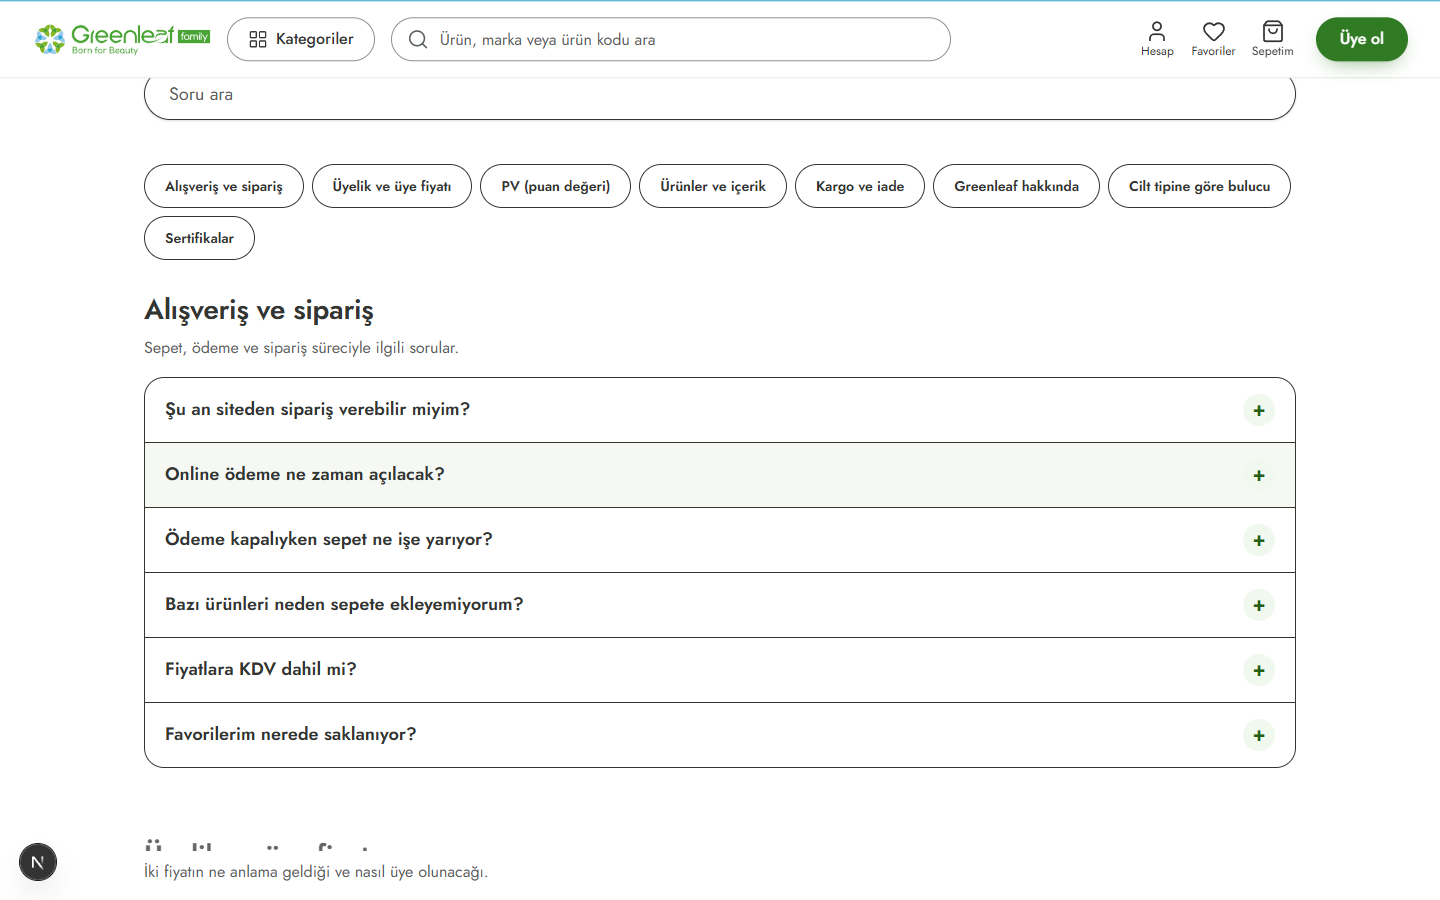 Greenleaf family
Born for Beauty
Kategoriler
Ürün, marka veya ürün kodu ara
Hesap
Favoriler
Sepetim
Üye ol
Soru ara
Alışveriş ve sipariş
Üyelik ve üye fiyatı
PV (puan değeri)
Ürünler ve içerik
Kargo ve iade
Greenleaf hakkında
Cilt tipine göre bulucu
Sertifikalar
Alışveriş ve sipariş
Sepet, ödeme ve sipariş süreciyle ilgili sorular.
Şu an siteden sipariş verebilir miyim?
+
Online ödeme ne zaman açılacak?
+
Ödeme kapalıyken sepet ne işe yarıyor?
+
Bazı ürünleri neden sepete ekleyemiyorum?
+
Fiyatlara KDV dahil mi?
+
Favorilerim nerede saklanıyor?
+
İki fiyatın ne anlama geldiği ve nasıl üye olunacağı.
N